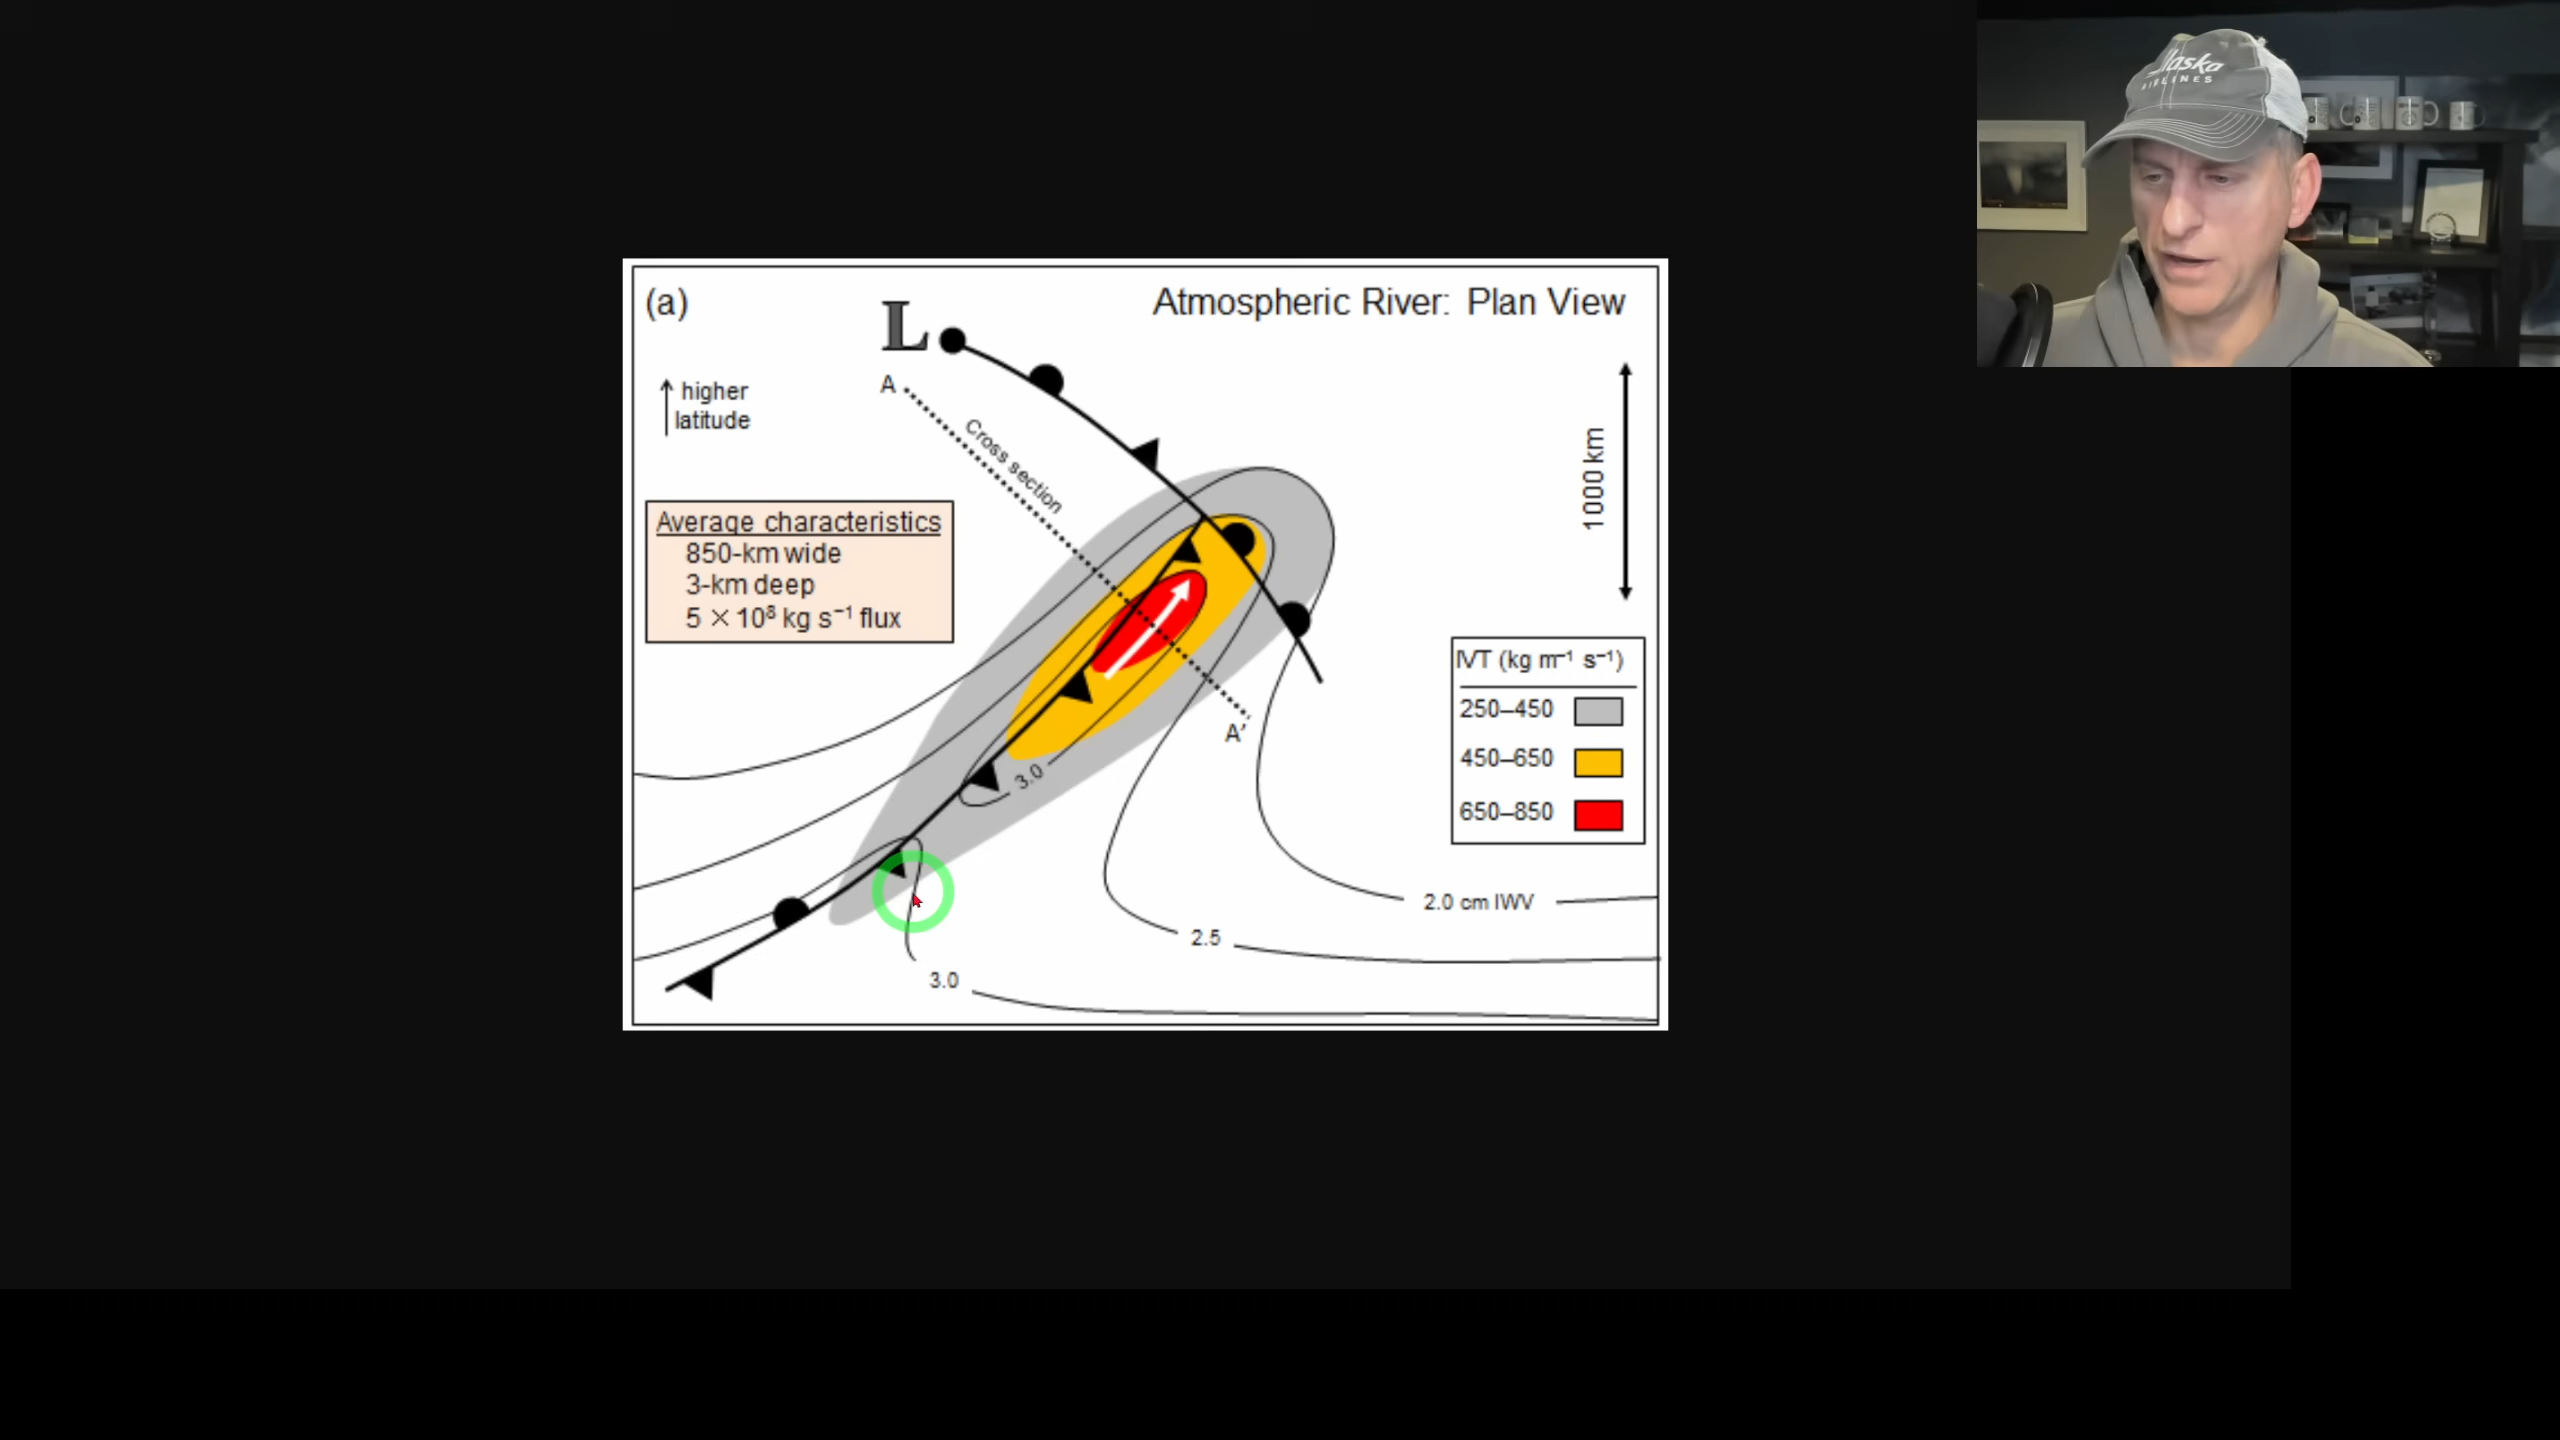 (a)
Atmospheric River: Plan View
L
A
higher
latitude
Cross section
1000 km
Average characteristics
850-km wide
3-km deep
5 × 10⁸ kg s⁻¹ flux
A'
IVT (kg m⁻¹ s⁻¹)
250–450
450–650
650–850
3.0
2.0 cm IWV
2.5
3.0
laska
AIRLINES